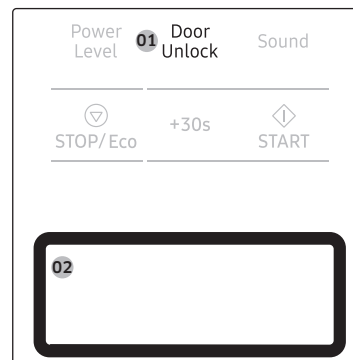 Power Level
01 Door Unlock
Sound
STOP/Eco
+30s
START
02